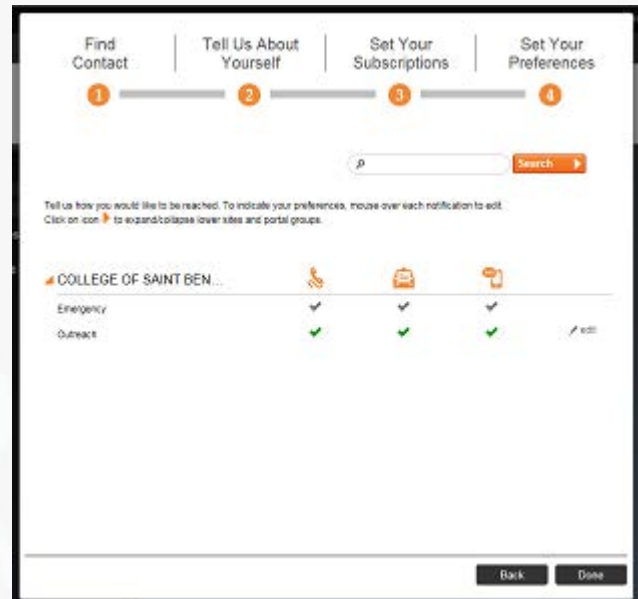 Find Contact
Tell Us About Yourself
Set Your Subscriptions
Set Your Preferences
1 2 3 4
Search
Tell us how you would like to be reached. To indicate your preferences, mouse over each notification to edit.
Click on icon to expand/collapse lower sites and portal groups.
COLLEGE OF SAINT BEN...
Emergency
Outreach
edit
Back Done